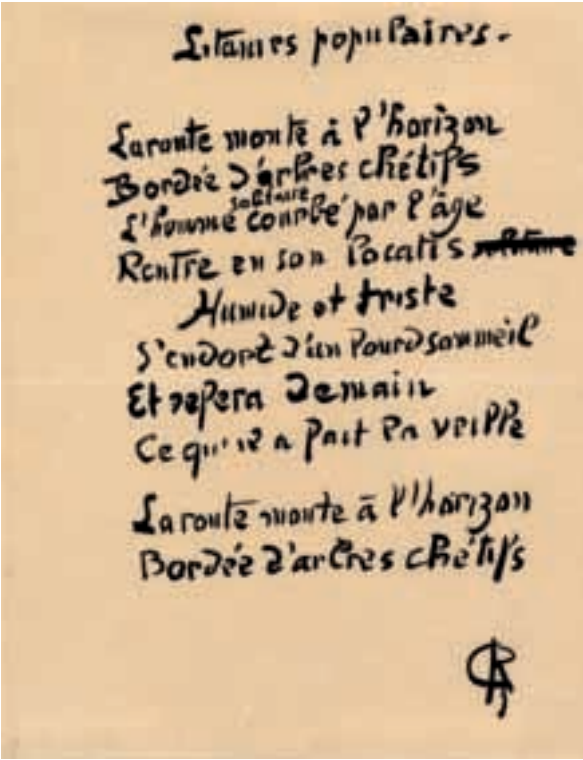 Litanies populaires.
La route monte à l'horizon
Bordée d'arbres chétifs
solitaire
L'homme courbé par l'âge
Rentre en son locatis
Humide et triste
S'endort d'un lourd sommeil
Et refera demain
Ce qu'il a fait la veille
La route monte à l'horizon
Bordée d'arbres chétifs